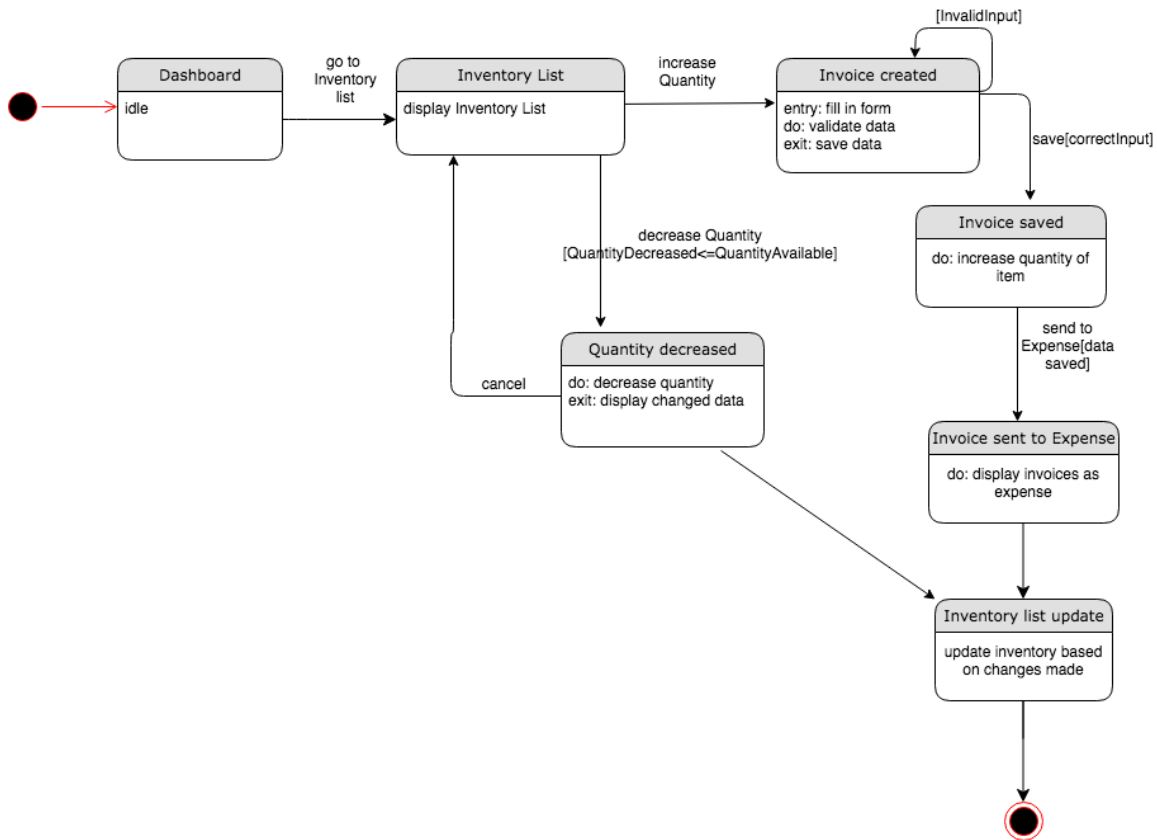 [InvalidInput]
go to
Inventory
list
increase
Quantity
Dashboard
idle
Inventory List
display Inventory List
Invoice created
entry: fill in form
do: validate data
exit: save data
save[correctInput]
Invoice saved
do: increase quantity of
item
decrease Quantity
[QuantityDecreased<=QuantityAvailable]
send to
Expense[data
saved]
Quantity decreased
do: decrease quantity
exit: display changed data
cancel
Invoice sent to Expense
do: display invoices as
expense
Inventory list update
update inventory based
on changes made